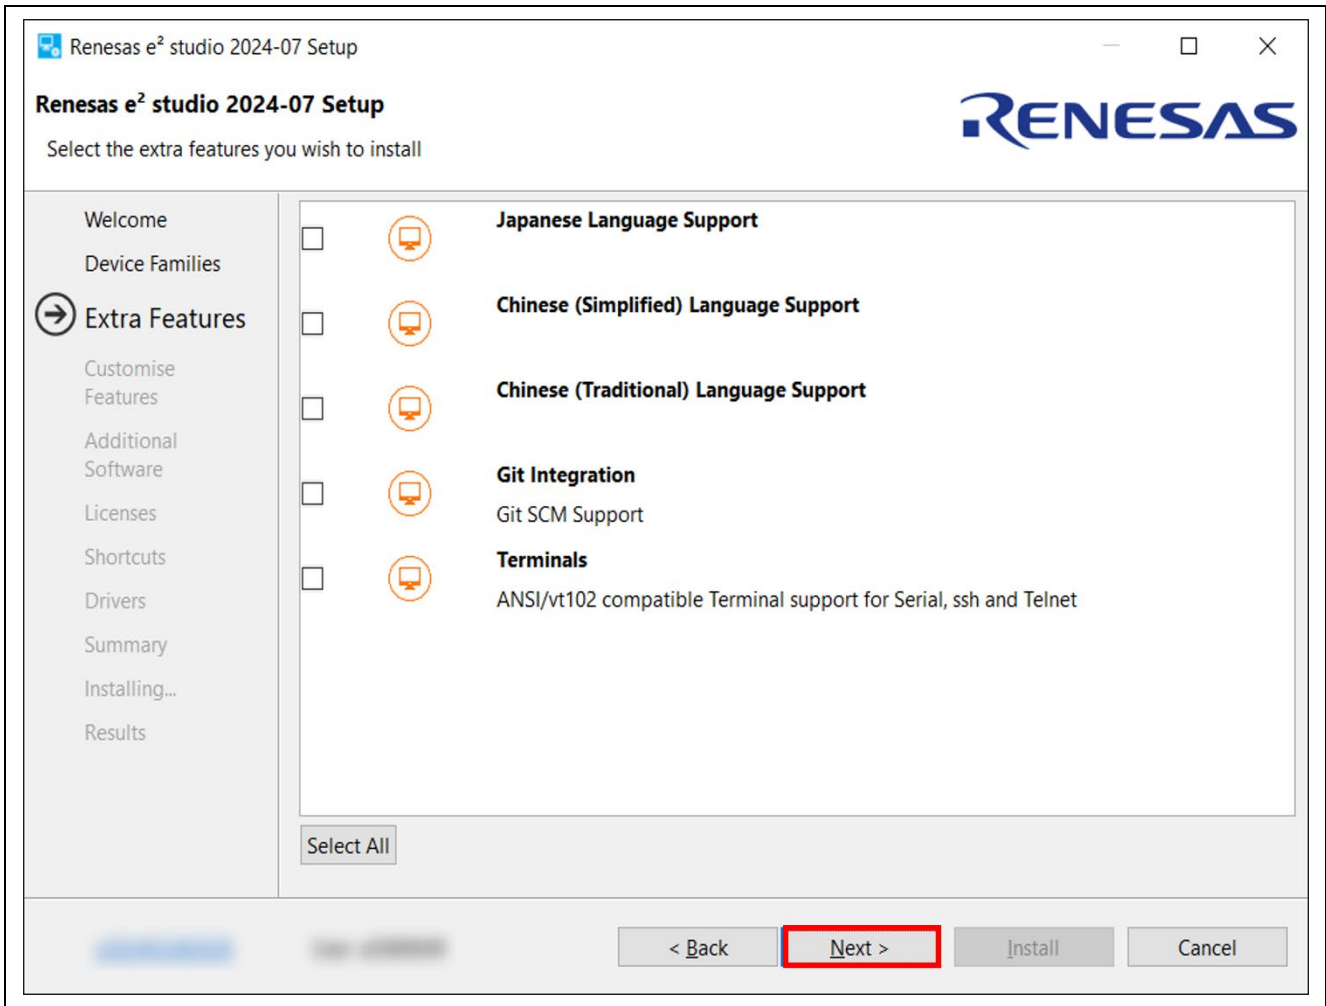 Renesas e² studio 2024-07 Setup
Renesas e² studio 2024-07 Setup
Select the extra features you wish to install
RENESAS
Welcome
Device Families
Extra Features
Customise
Features
Additional
Software
Licenses
Shortcuts
Drivers
Summary
Installing...
Results
Japanese Language Support
Chinese (Simplified) Language Support
Chinese (Traditional) Language Support
Git Integration
Git SCM Support
Terminals
ANSI/vt102 compatible Terminal support for Serial, ssh and Telnet
Select All
< Back
Next >
Install
Cancel